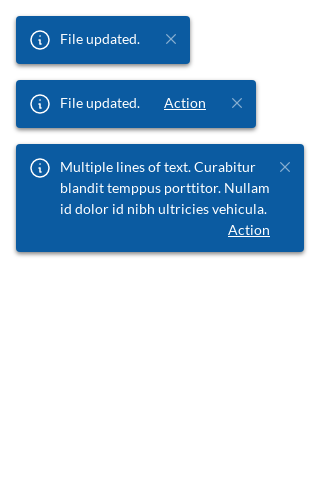 File updated.
File updated. Action
Multiple lines of text. Curabitur
blandit temppus porttitor. Nullam
id dolor id nibh ultricies vehicula.
Action